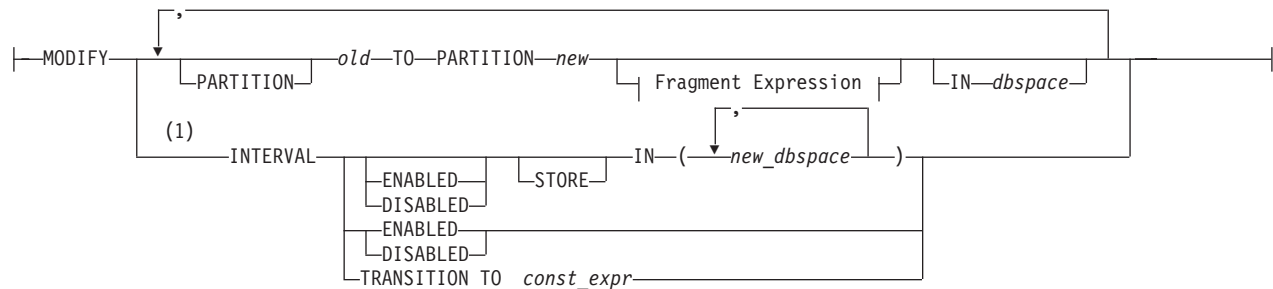 ,
MODIFY old TO PARTITION new
PARTITION Fragment Expression IN dbspace
(1) ,
INTERVAL IN ( new_dbspace )
ENABLED STORE
DISABLED
ENABLED
DISABLED
TRANSITION TO const_expr